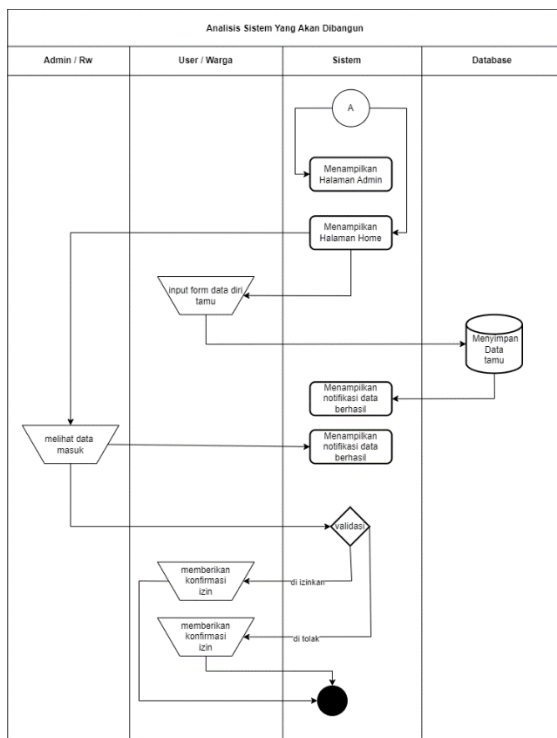 Analisis Sistem Yang Akan Dibangun
Admin / Rw
User / Warga
Sistem
Database
A
Menampilkan
Halaman Admin
Menampilkan
Halaman Home
input form data diri
tamu
Menyimpan
Data
tamu
Menampilkan
notifikasi data
berhasil
melihat data
masuk
Menampilkan
notifikasi data
berhasil
validasi
memberikan
konfirmasi
izin
di izinkan
memberikan
konfirmasi
izin
di tolak